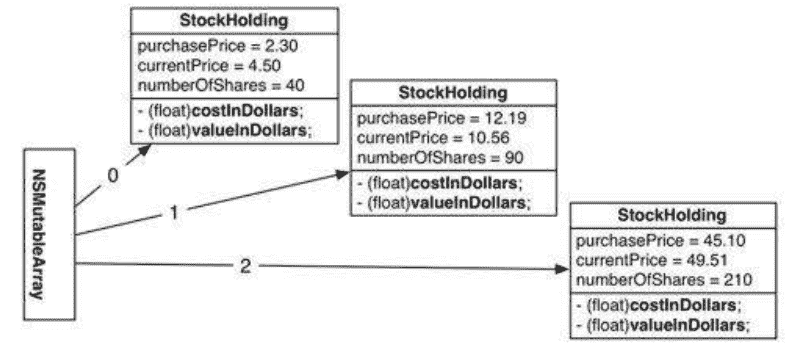 StockHolding
purchasePrice = 2.30
currentPrice = 4.50
numberOfShares = 40
- (float)costInDollars;
- (float)valueInDollars;
StockHolding
purchasePrice = 12.19
currentPrice = 10.56
numberOfShares = 90
- (float)costInDollars;
- (float)valueInDollars;
StockHolding
purchasePrice = 45.10
currentPrice = 49.51
numberOfShares = 210
- (float)costInDollars;
- (float)valueInDollars;
NSMutableArray
0
1
2